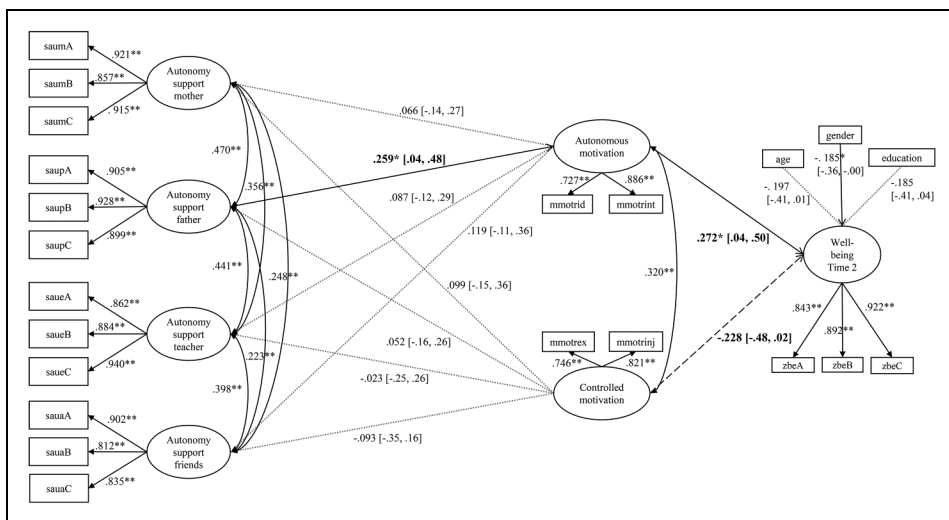 saumA
.921**
saumB
.857**
saumC
.915**
Autonomy
support
mother
saupA
.905**
saupB
.928**
saupC
.899**
Autonomy
support
father
saueA
.862**
saueB
.884**
saueC
.940**
Autonomy
support
teacher
sauaA
.902**
sauaB
.812**
sauaC
.835**
Autonomy
support
friends
.470**
.356**
.441**
.248**
.223**
.398**
.066 [-.14, .27]
.259* [.04, .48]
.087 [-.12, .29]
.119 [-.11, .36]
.099 [-.15, .36]
.052 [-.16, .26]
-.023 [-.25, .26]
-.093 [-.35, .16]
Autonomous
motivation
.727**
.886**
mmotrid
mmotrint
.320**
mmotrex
mmotrinj
.746**
.821**
Controlled
motivation
.272* [.04, .50]
-.228 [-.48, .02]
gender
age
education
-.185*
[-.36, -.00]
-. 197
[-.41, .01]
-.185
[-.41, .04]
Well-
being
Time 2
.843**
.892**
.922**
zbeA
zbeB
zbeC